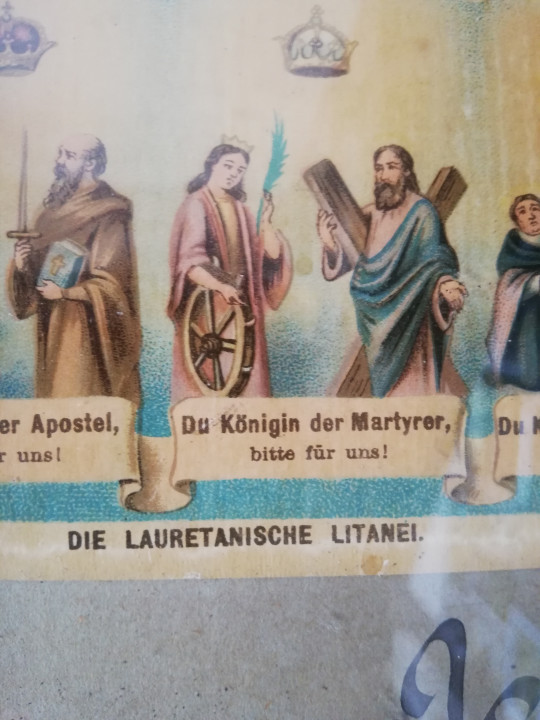 er Apostel,
r uns!
Du Königin der Martyrer,
bitte für uns!
Du K
DIE LAURETANISCHE LITANEI.